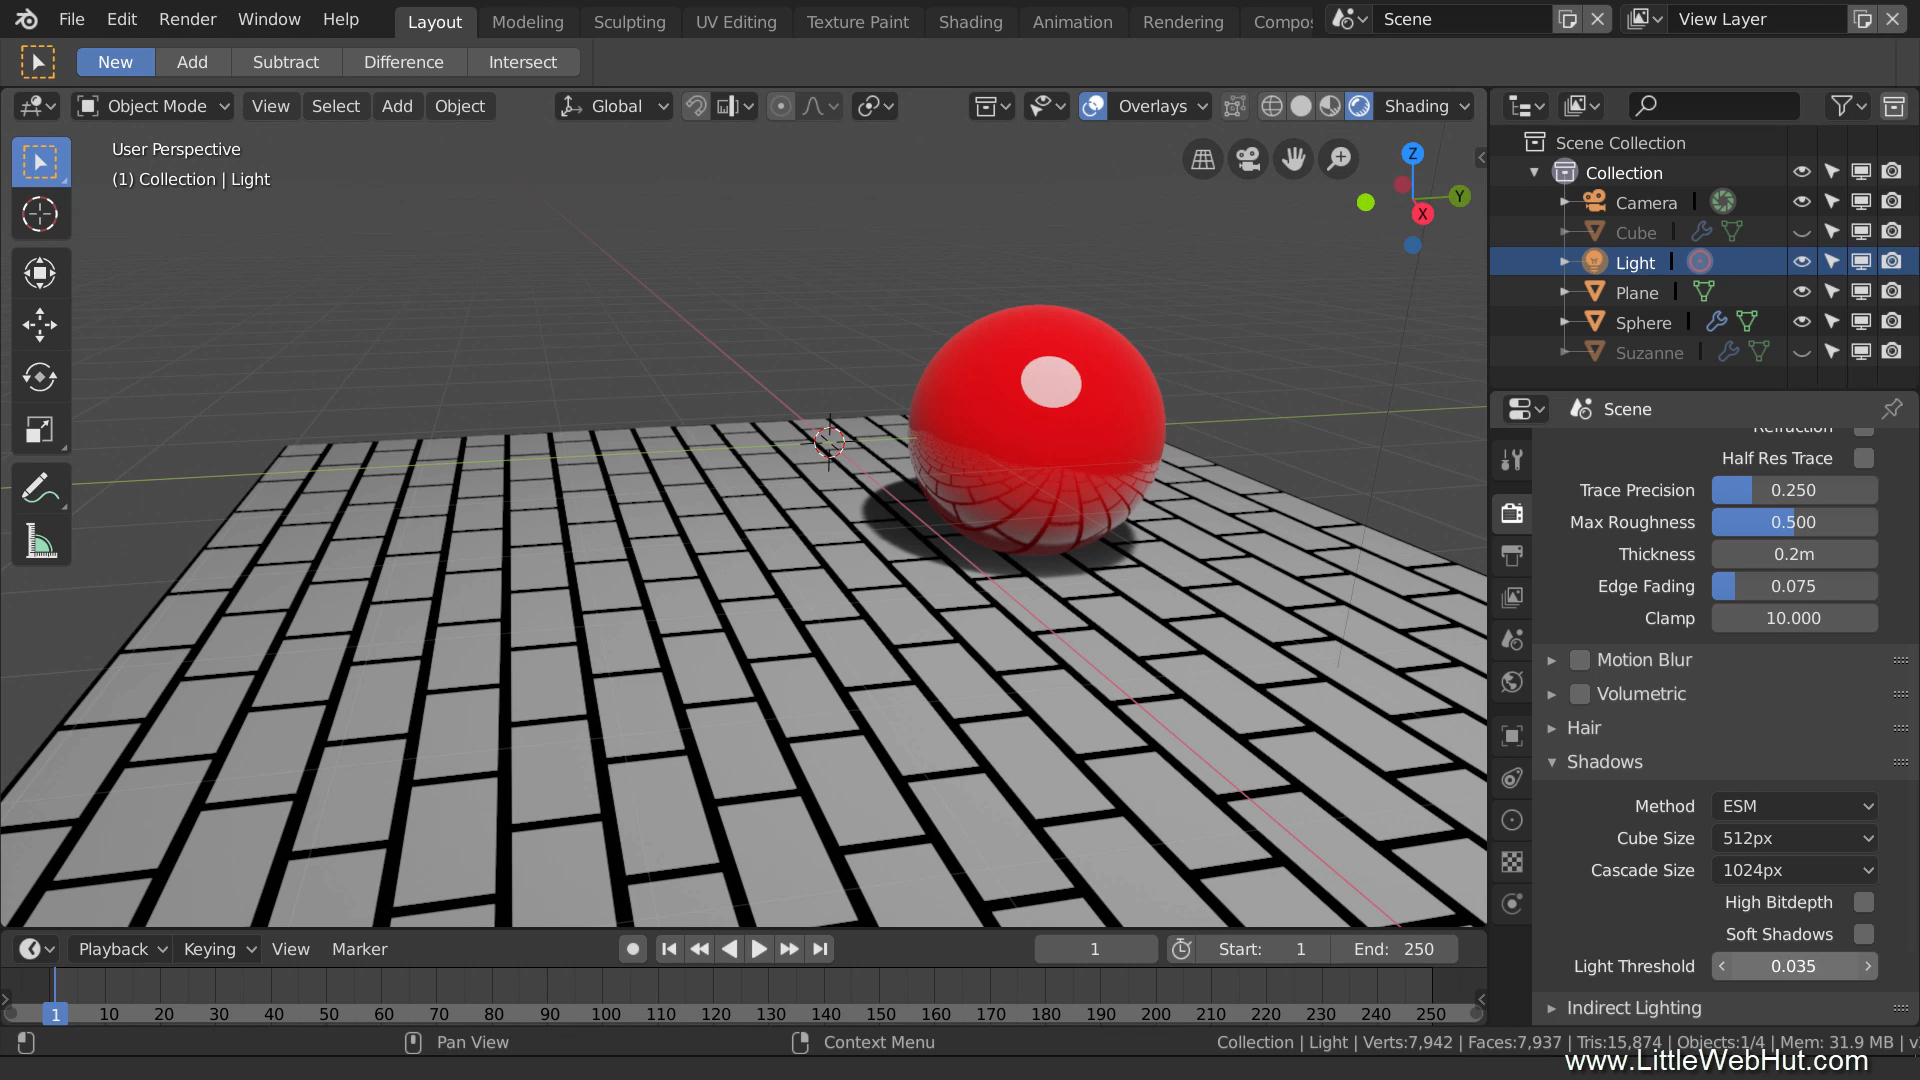 File Edit Render Window Help Layout Modeling Sculpting UV Editing Texture Paint Shading Animation Rendering Compos Scene View Layer
New Add Subtract Difference Intersect
Object Mode View Select Add Object Global Overlays Shading
User Perspective
(1) Collection | Light
Z
Y
X
Scene Collection
Collection
Camera
Cube
Light
Plane
Sphere
Suzanne
Scene
Refraction
Half Res Trace
Trace Precision 0.250
Max Roughness 0.500
Thickness 0.2m
Edge Fading 0.075
Clamp 10.000
Motion Blur
Volumetric
Hair
Shadows
Method ESM
Cube Size 512px
Cascade Size 1024px
High Bitdepth
Soft Shadows
Light Threshold 0.035
Indirect Lighting
Playback Keying View Marker 1 Start: 1 End: 250
1 10 20 30 40 50 60 70 80 90 100 110 120 130 140 150 160 170 180 190 200 210 220 230 240 250
Pan View Context Menu Collection | Light | Verts:7,942 | Faces:7,937 | Tris:15,874 | Objects:1/4 | Mem: 31.9 MB | v
www.LittleWebHut.com